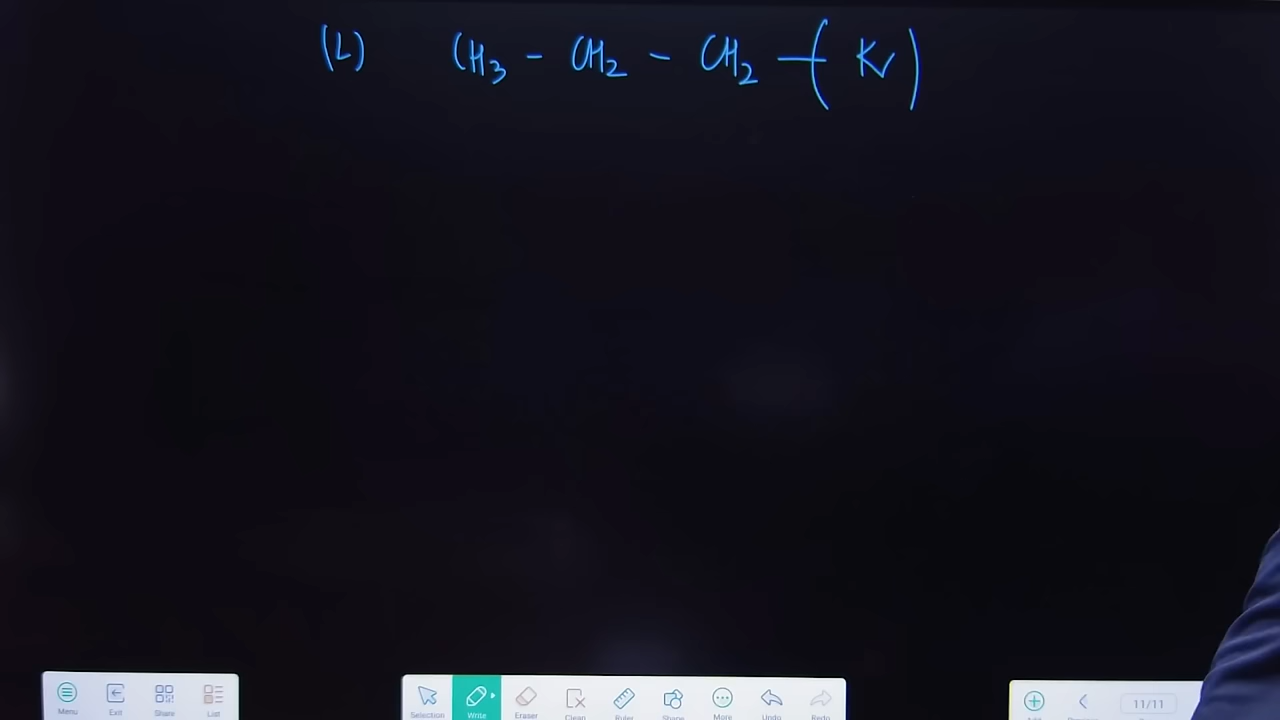 (L) CH₃ - CH₂ - CH₂ -( Kr )
Menu Exit Share List Selection Write Eraser Clean Ruler Shape More Undo Redo 11/11